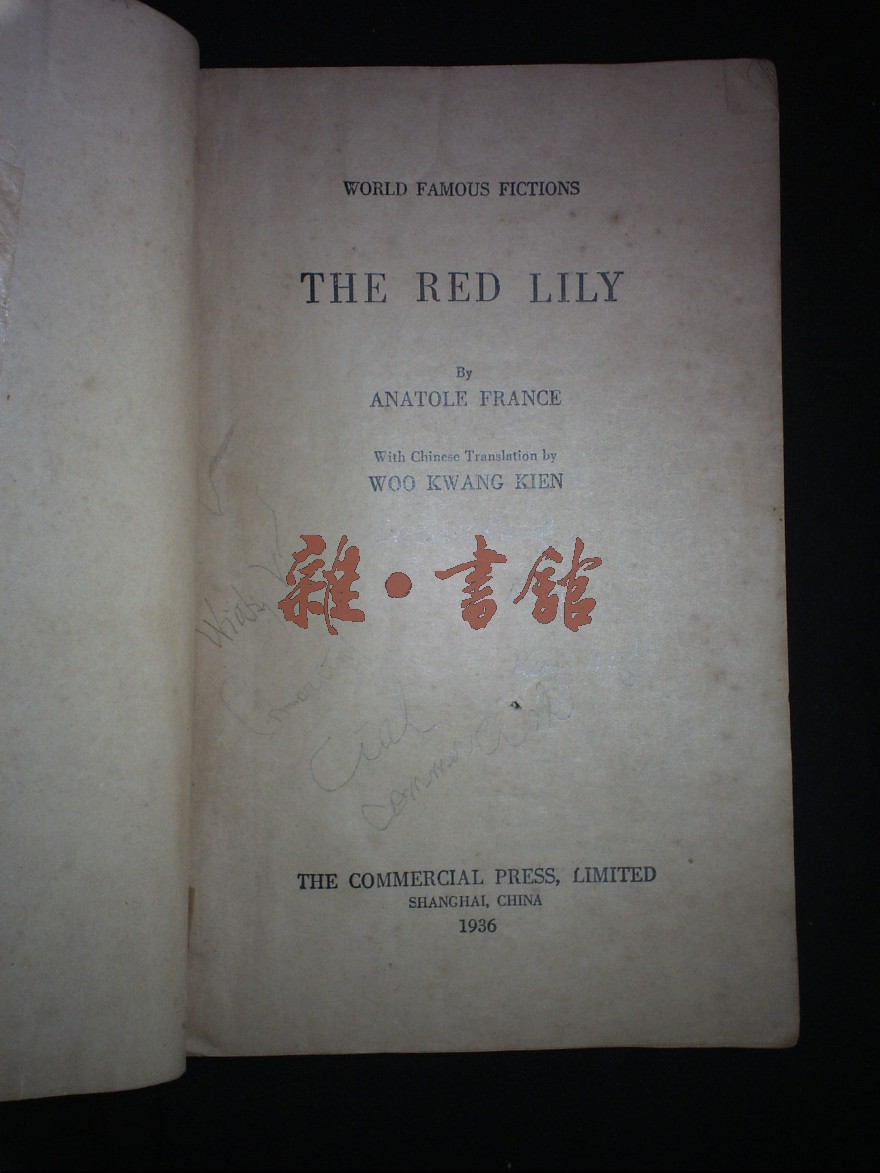 WORLD FAMOUS FICTIONS
THE RED LILY
By
ANATOLE FRANCE
With Chinese Translation by
WOO KWANG KIEN
雜·書館
THE COMMERCIAL PRESS, LIMITED
SHANGHAI, CHINA
1936